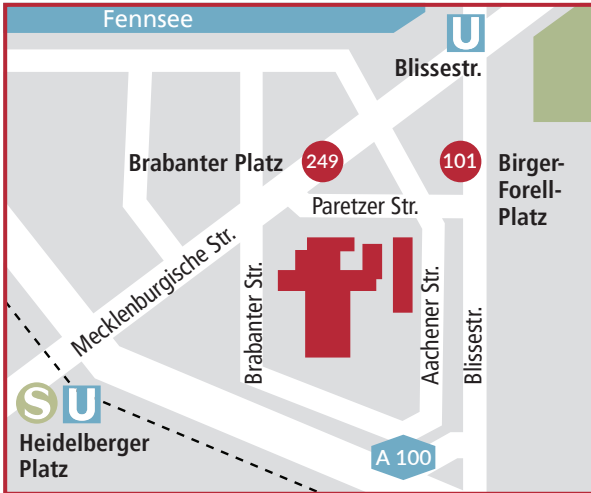 Fennsee
U
Blissestr.
Brabanter Platz
249
101
Birger-
Forell-
Platz
Paretzer Str.
Mecklenburgische Str.
Brabanter Str.
Aachener Str.
Blissestr.
S
U
Heidelberger
Platz
A 100